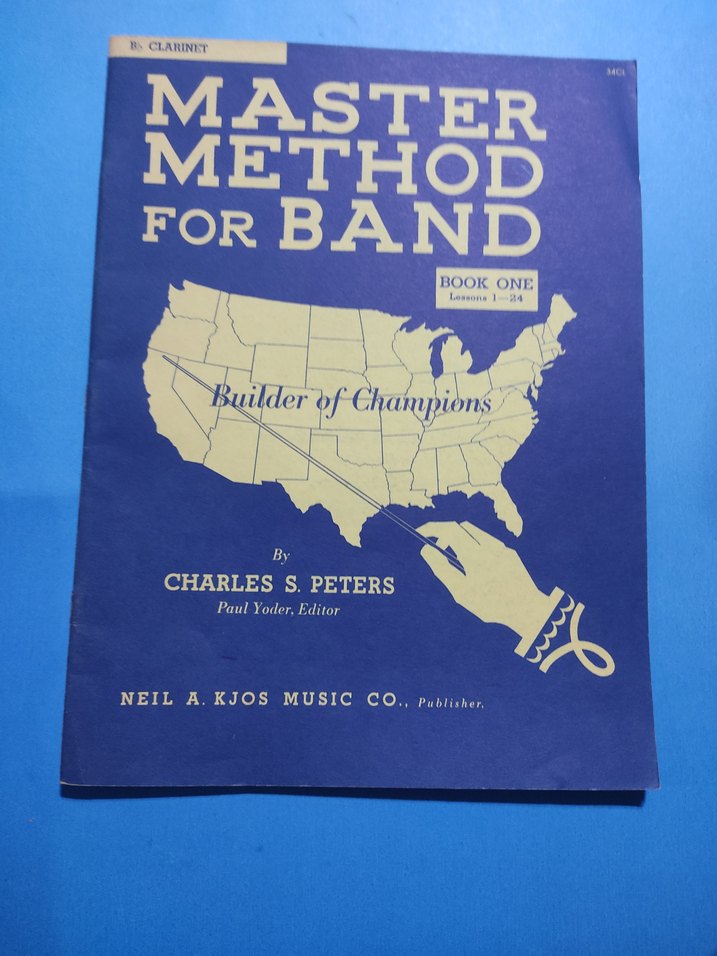 B♭ CLARINET
34CL
MASTER
METHOD
FOR BAND
BOOK ONE
Lessons 1—24
Builder of Champions
By
CHARLES S. PETERS
Paul Yoder, Editor
NEIL A. KJOS MUSIC CO., Publisher.